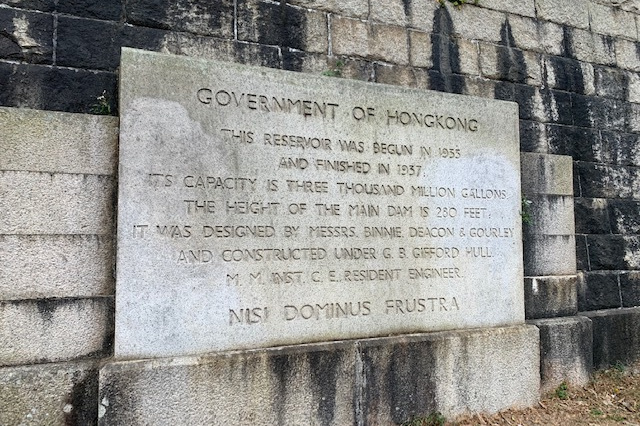 GOVERNMENT OF HONGKONG
THIS RESERVOIR WAS BEGUN IN 1933
AND FINISHED IN 1937.
ITS CAPACITY IS THREE THOUSAND MILLION GALLONS.
THE HEIGHT OF THE MAIN DAM IS 280 FEET.
IT WAS DESIGNED BY MESSRS. BINNIE, DEACON & GOURLEY
AND CONSTRUCTED UNDER G. B. GIFFORD HULL.
M. M. INST. C. E. RESIDENT ENGINEER.
NISI DOMINUS FRUSTRA